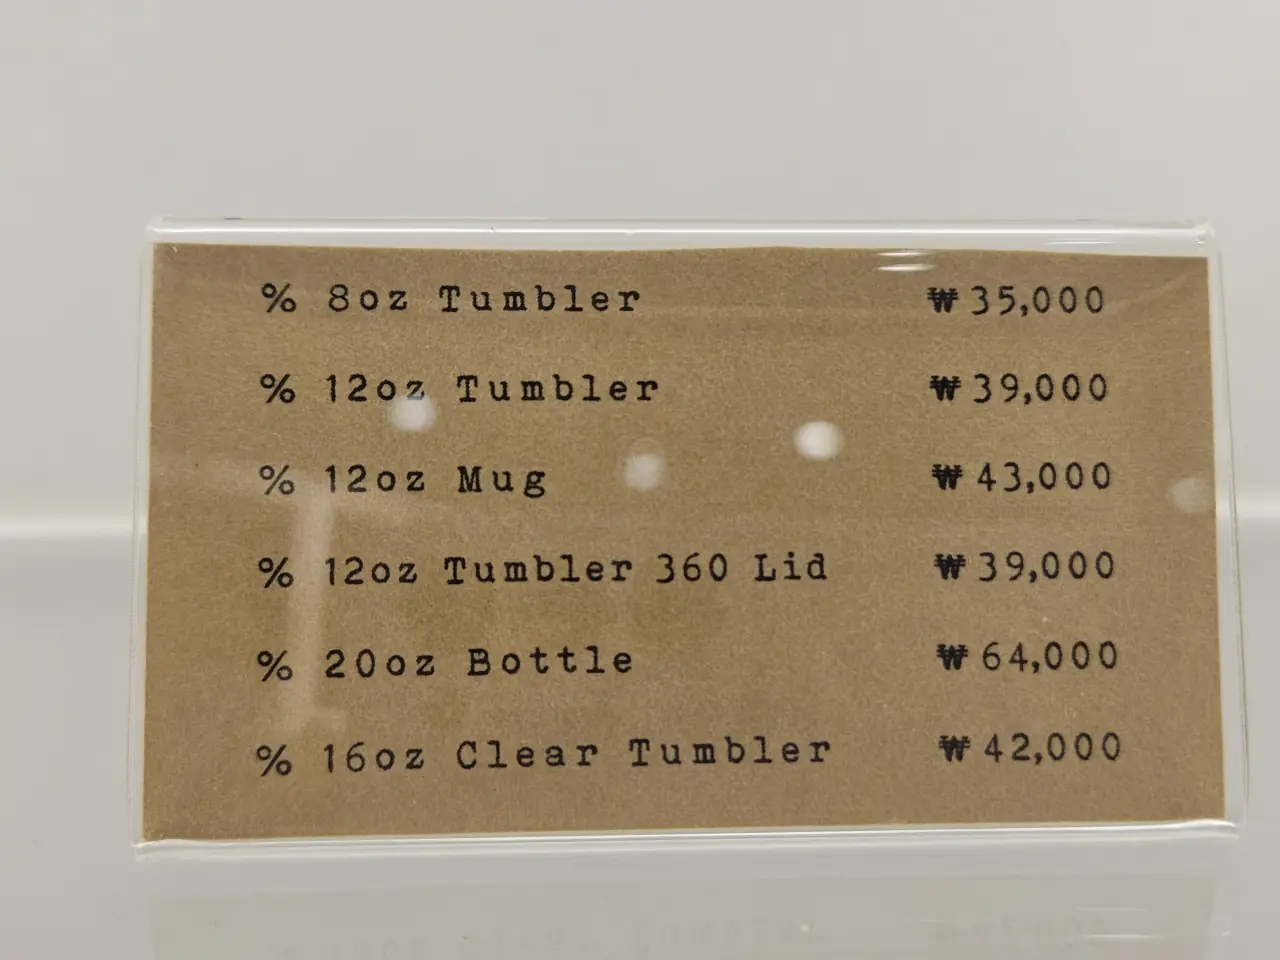 % 8oz Tumbler ₩35,000
% 12oz Tumbler ₩39,000
% 12oz Mug ₩43,000
% 12oz Tumbler 360 Lid ₩39,000
% 20oz Bottle ₩64,000
% 16oz Clear Tumbler ₩42,000